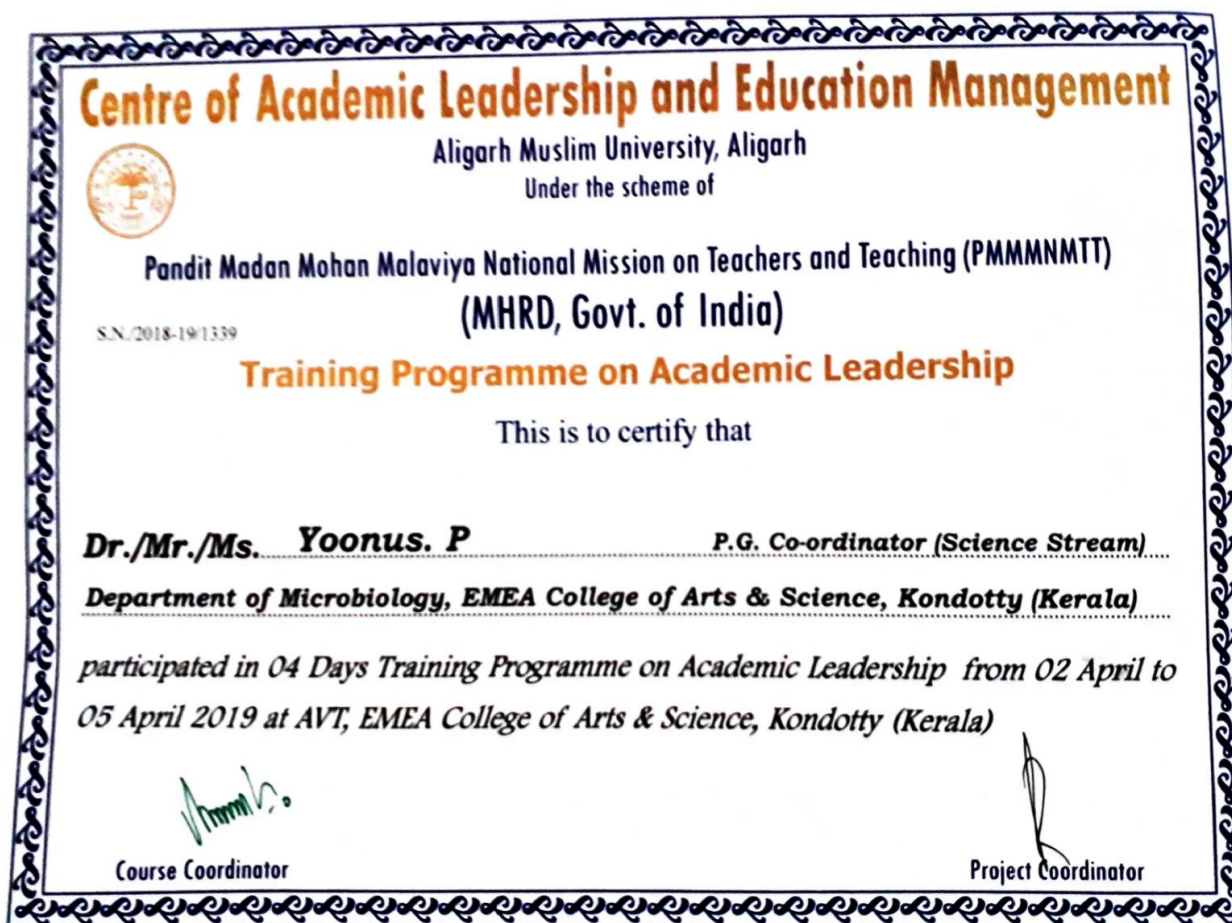 Centre of Academic Leadership and Education Management
Aligarh Muslim University, Aligarh
Under the scheme of
Pandit Madan Mohan Malaviya National Mission on Teachers and Teaching (PMMMNMTT)
(MHRD, Govt. of India)
S.N./2018-19/1339
Training Programme on Academic Leadership
This is to certify that
Dr./Mr./Ms. Yoonus. P P.G. Co-ordinator (Science Stream)
Department of Microbiology, EMEA College of Arts & Science, Kondotty (Kerala)
participated in 04 Days Training Programme on Academic Leadership from 02 April to
05 April 2019 at AVT, EMEA College of Arts & Science, Kondotty (Kerala)
Course Coordinator
Project Coordinator